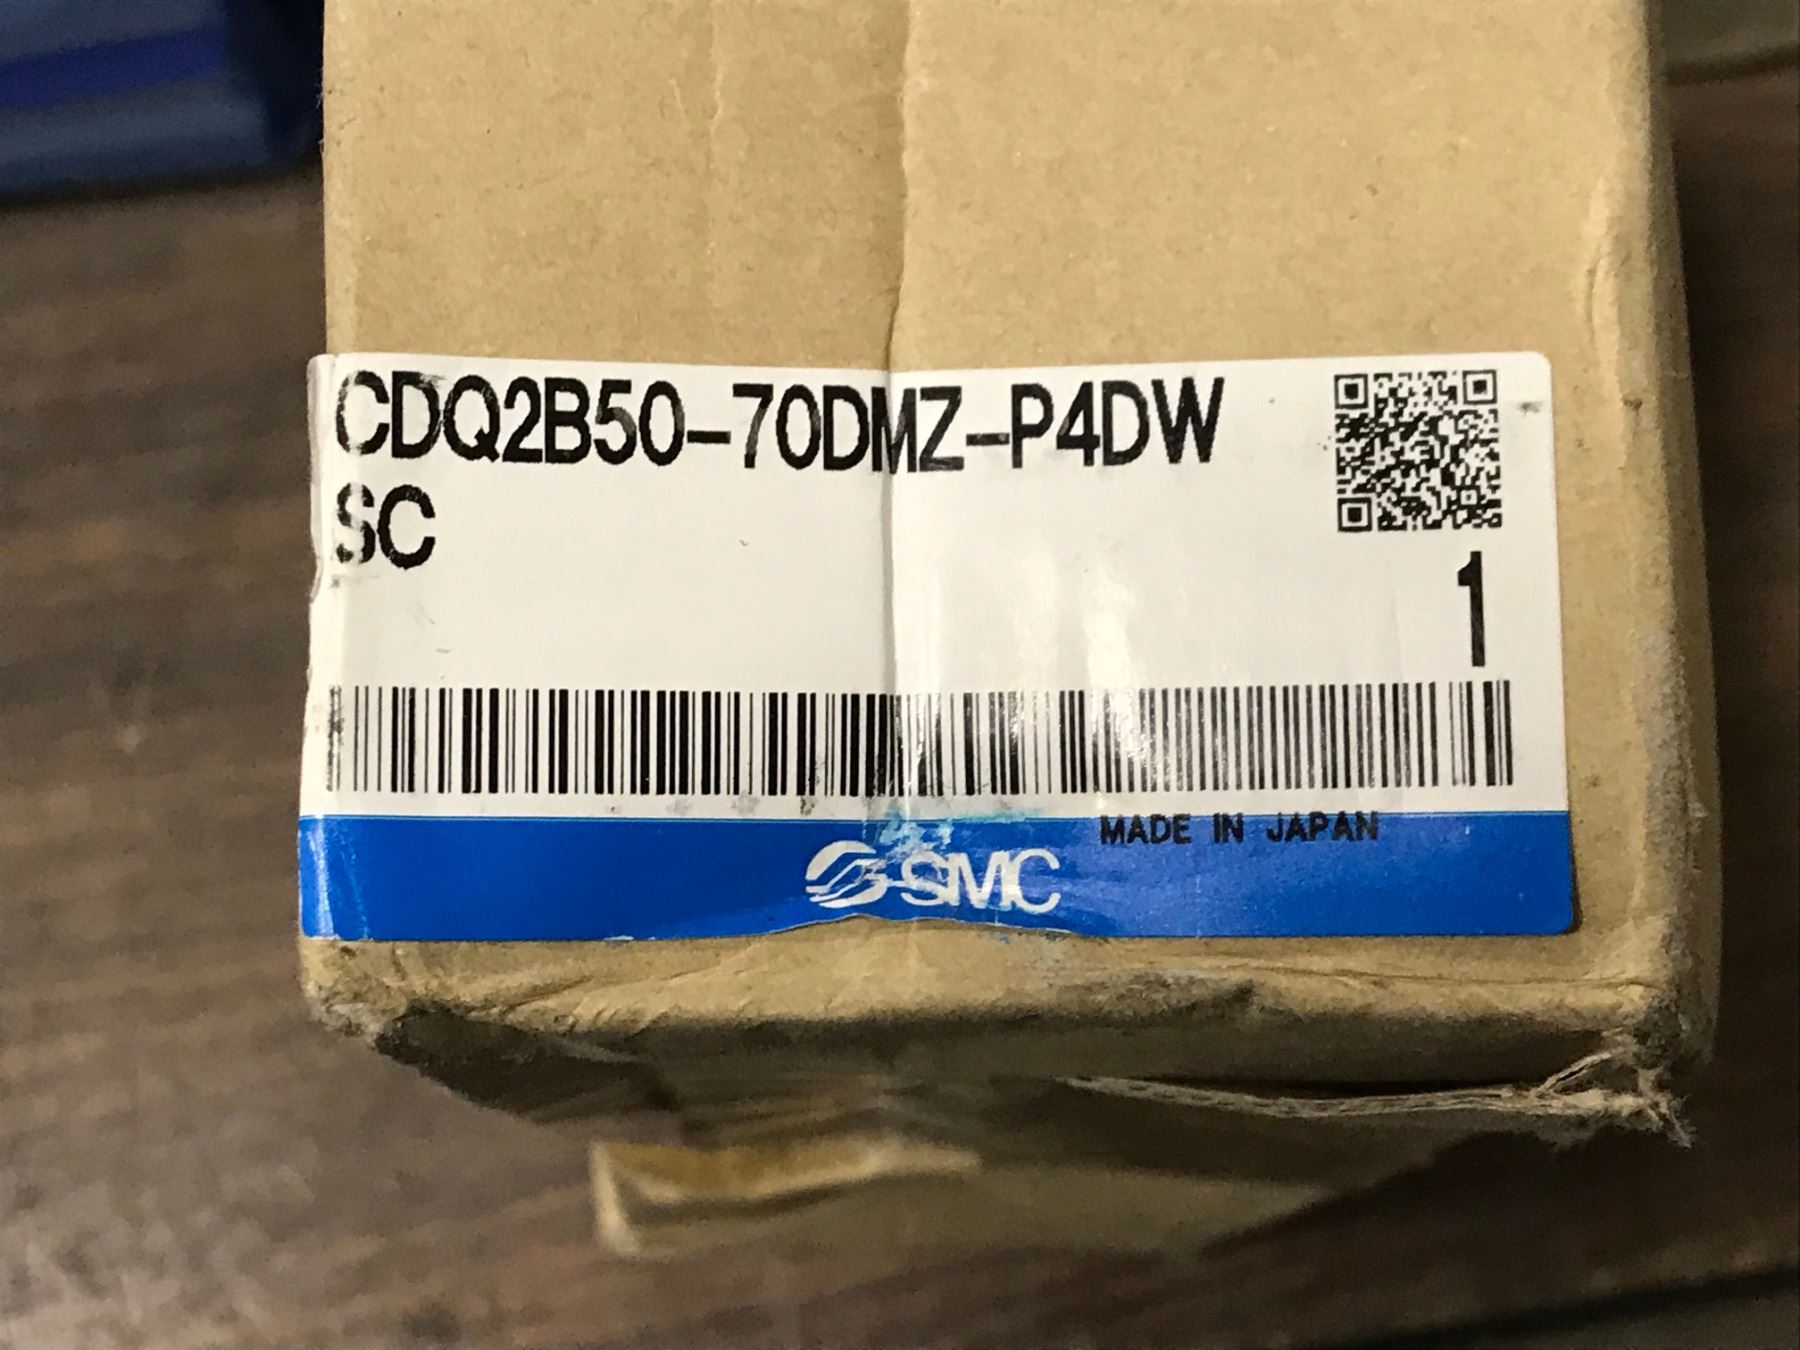 CDQ2B50-70DMZ-P4DW
SC
1
MADE IN JAPAN
SMC